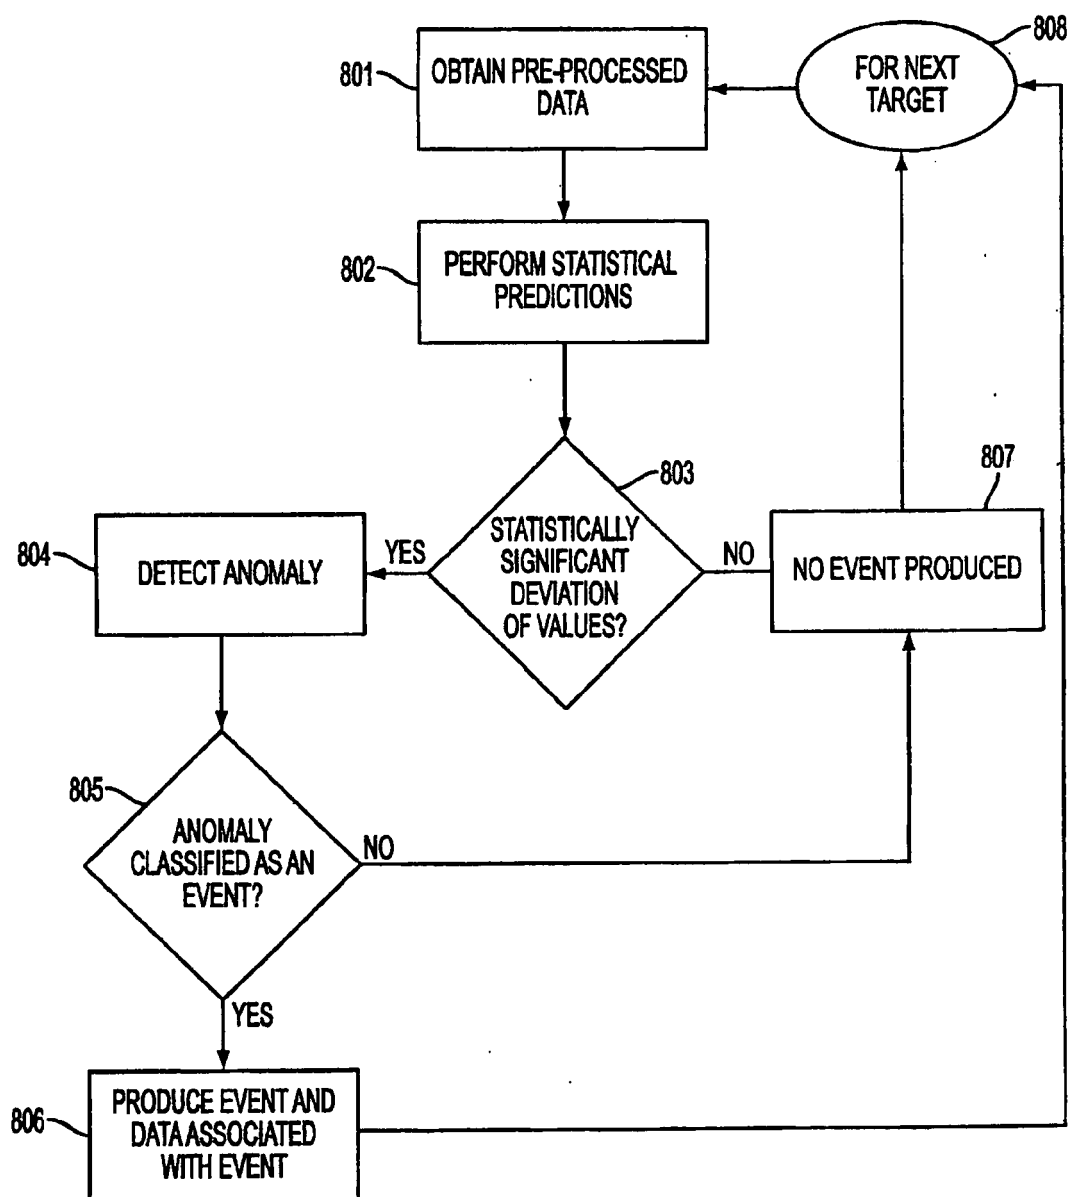 801
OBTAIN PRE-PROCESSED
DATA
808
FOR NEXT
TARGET
802
PERFORM STATISTICAL
PREDICTIONS
803
STATISTICALLY
SIGNIFICANT
DEVIATION
OF VALUES?
YES
NO
804
DETECT ANOMALY
807
NO EVENT PRODUCED
805
ANOMALY
CLASSIFIED AS AN
EVENT?
NO
YES
806
PRODUCE EVENT AND
DATA ASSOCIATED
WITH EVENT